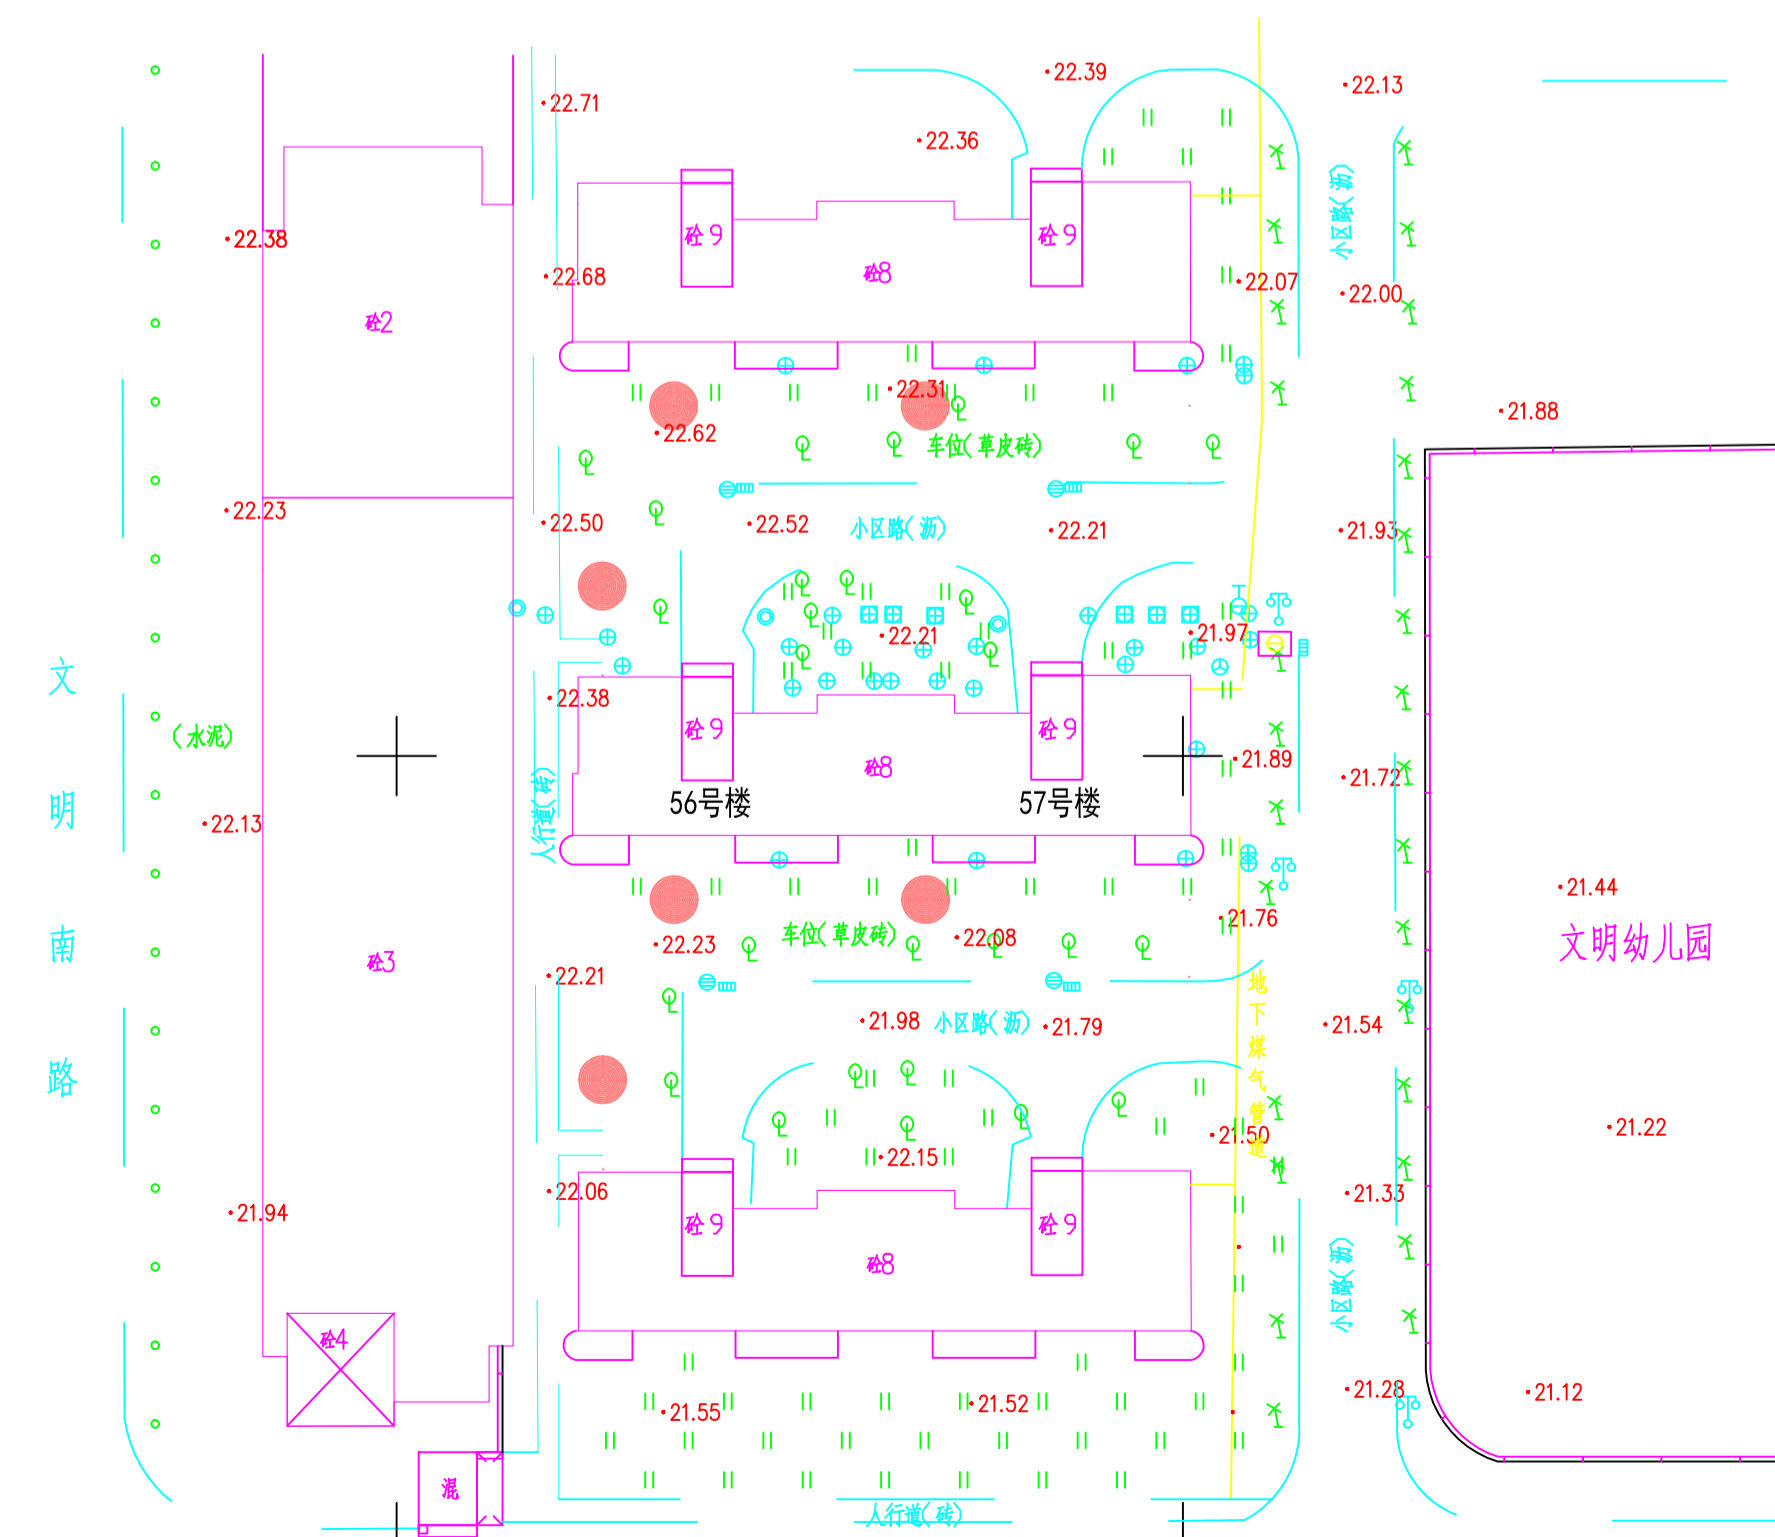 22.39
22.13
22.71
22.36
小区路(沥)
22.38
砼9
砼9
砼8
22.68
22.07
22.00
砼2
22.31
21.88
22.62
车位(草皮砖)
22.23
22.50
22.52
小区路(沥)
22.21
21.93
22.21
21.97
文明南路
22.38
(水泥)
砼9
砼9
砼8
21.89
21.72
56号楼
57号楼
人行道(砖)
22.13
21.44
21.76
22.23
车位(草皮砖)
22.08
文明幼儿园
砼3
22.21
地下煤气管道
21.98
小区路(沥)
21.79
21.54
21.50
21.22
22.15
22.06
21.33
21.94
砼9
砼9
砼8
小区路(沥)
砼4
21.55
21.52
21.28
21.12
混
人行道(砖)